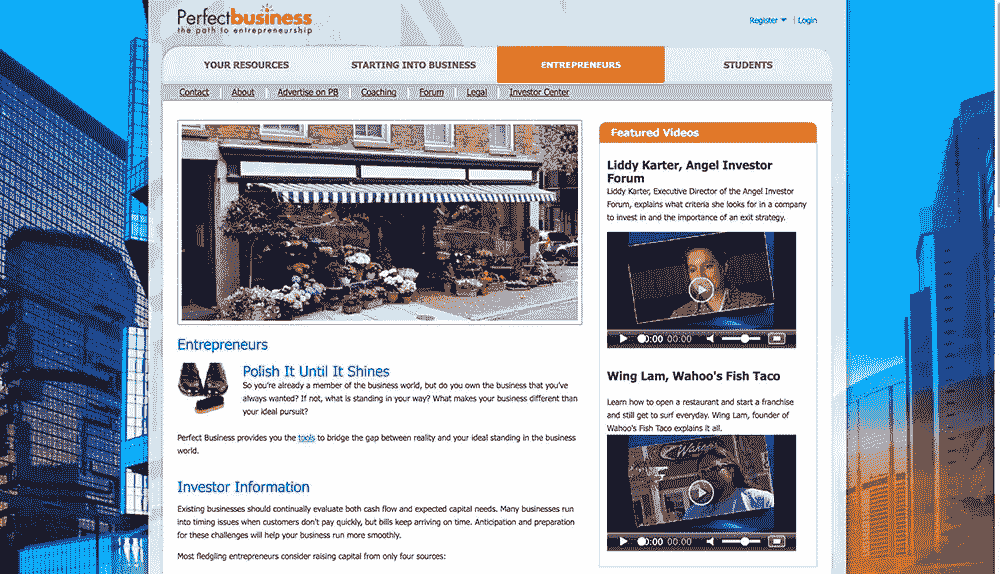 Perfectbusiness
the path to entrepreneurship
Register | Login
YOUR RESOURCES
STARTING INTO BUSINESS
ENTREPRENEURS
STUDENTS
Contact | About | Advertise on PB | Coaching | Forum | Legal | Investor Center
Entrepreneurs
Polish It Until It Shines
So you're already a member of the business world, but do you own the business that you've
always wanted? If not, what is standing in your way? What makes your business different than
your ideal pursuit?
Perfect Business provides you the tools to bridge the gap between reality and your ideal standing in the business
world.
Investor Information
Existing businesses should continually evaluate both cash flow and expected capital needs. Many businesses run
into timing issues when customers don't pay quickly, but bills keep arriving on time. Anticipation and preparation
for these challenges will help your business run more smoothly.
Most fledgling entrepreneurs consider raising capital from only four sources:
Featured Videos
Liddy Karter, Angel Investor
Forum
Liddy Karter, Executive Director of the Angel Investor
Forum, explains what criteria she looks for in a company
to invest in and the importance of an exit strategy.
00:00
Wing Lam, Wahoo's Fish Taco
Learn how to open a restaurant and start a franchise
and still get to surf everyday. Wing Lam, founder of
Wahoo's Fish Taco explains it all.
00:00